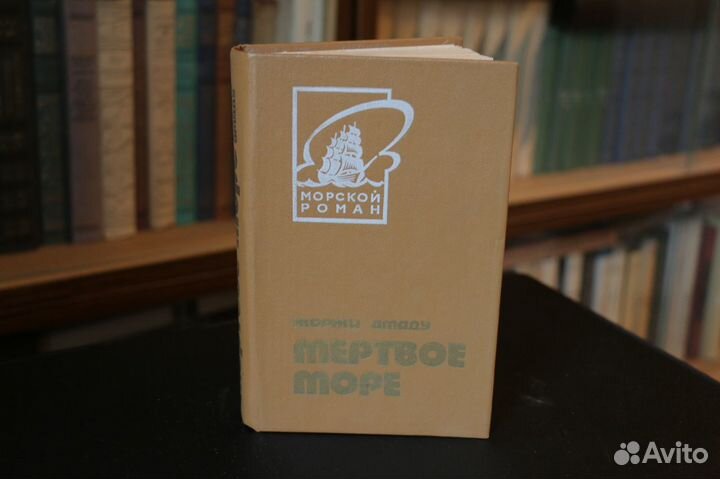 МОРСКОЙ
РОМАН
ЖОРЖИ АМАДУ
МЕРТВОЕ
МОРЕ
Avito